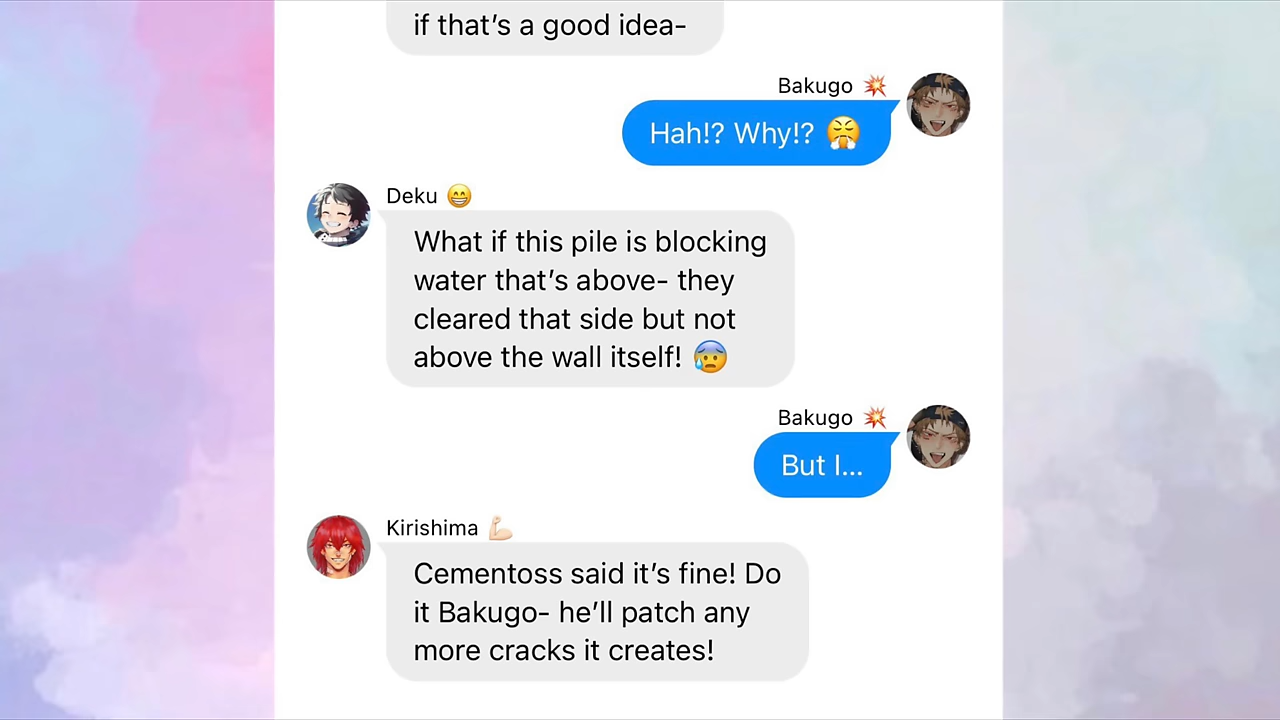 if that’s a good idea-
Bakugo 💥
Hah!? Why!? 😤
Deku 😁
What if this pile is blocking
water that’s above- they
cleared that side but not
above the wall itself! 😰
Bakugo 💥
But I...
Kirishima 💪🏻
Cementoss said it’s fine! Do
it Bakugo- he’ll patch any
more cracks it creates!